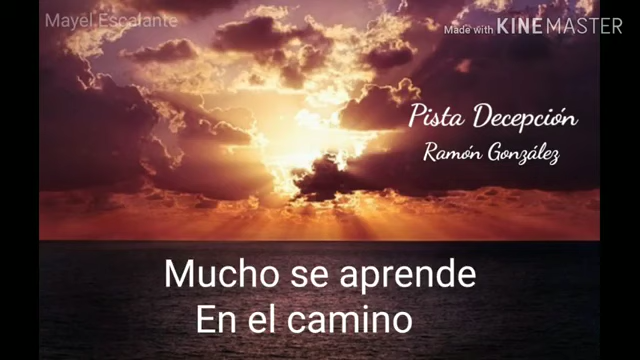 Mayel Escalante
Made with KINEMASTER
Pista Decepción
Ramón González
Mucho se aprende
En el camino